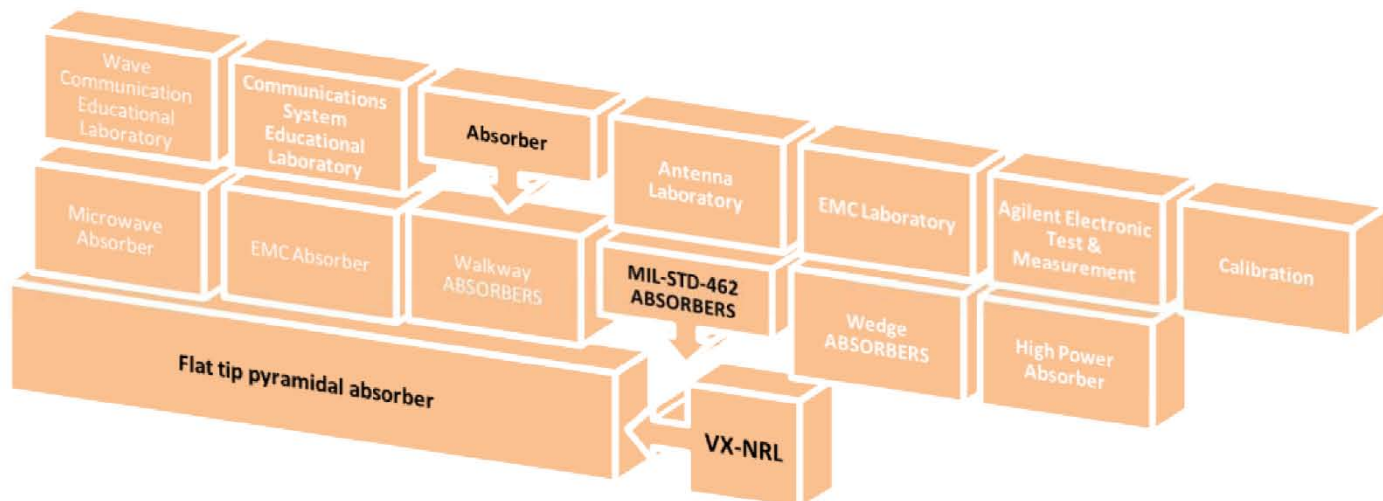 Wave
Communication
Educational
Laboratory
Communications
System
Educational
Laboratory
Absorber
Antenna
Laboratory
EMC Laboratory
Agilent Electronic
Test &
Measurement
Calibration
Microwave
Absorber
EMC Absorber
Walkway
ABSORBERS
MIL-STD-462
ABSORBERS
Wedge
ABSORBERS
High Power
Absorber
Flat tip pyramidal absorber
VX-NRL